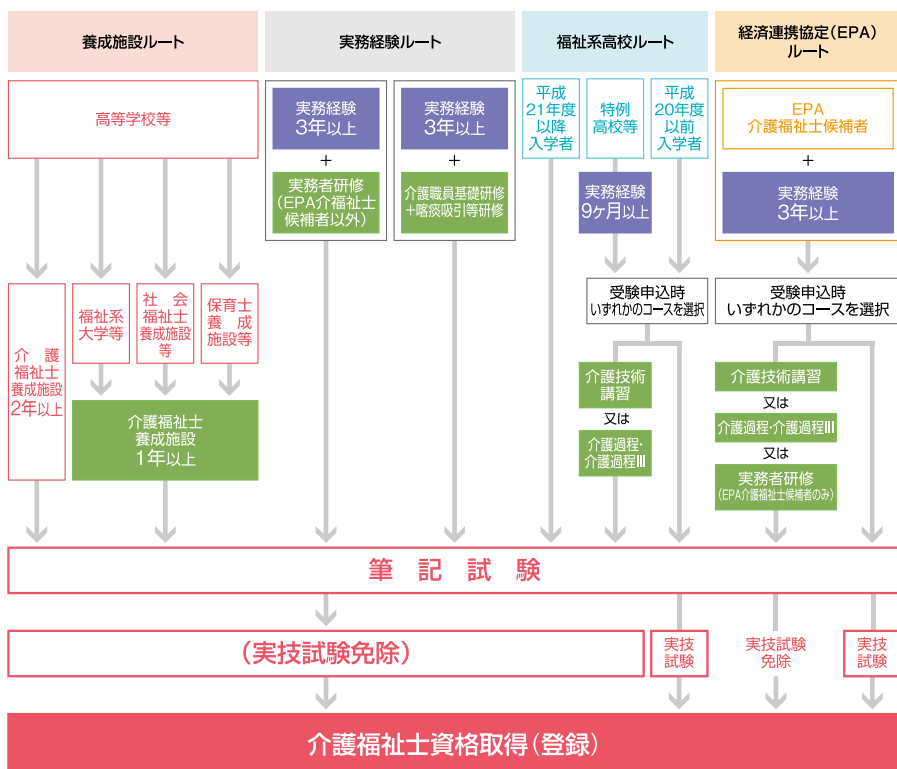 養成施設ルート
実務経験ルート
福祉系高校ルート
経済連携協定(EPA)
ルート
高等学校等
実務経験
3年以上
+
実務者研修
(EPA介福祉士
候補者以外)
実務経験
3年以上
+
介護職員基礎研修
+喀痰吸引等研修
平成
21年度
以降
入学者
特例
高校等
平成
20年度
以前
入学者
実務経験
9ヶ月以上
EPA
介護福祉士候補者
+
実務経験
3年以上
介護
福祉士
養成施設
2年以上
福祉系
大学等
社会
福祉士
養成施設
等
保育士
養成
施設等
介護福祉士
養成施設
1年以上
受験申込時
いずれかのコースを選択
介護技術
講習
又は
介護過程・
介護過程Ⅲ
受験申込時
いずれかのコースを選択
介護技術講習
又は
介護過程・介護過程Ⅲ
又は
実務者研修
(EPA介護福祉士候補者のみ)
筆記試験
(実技試験免除)
実技
試験
実技試験
免除
実技
試験
介護福祉士資格取得(登録)